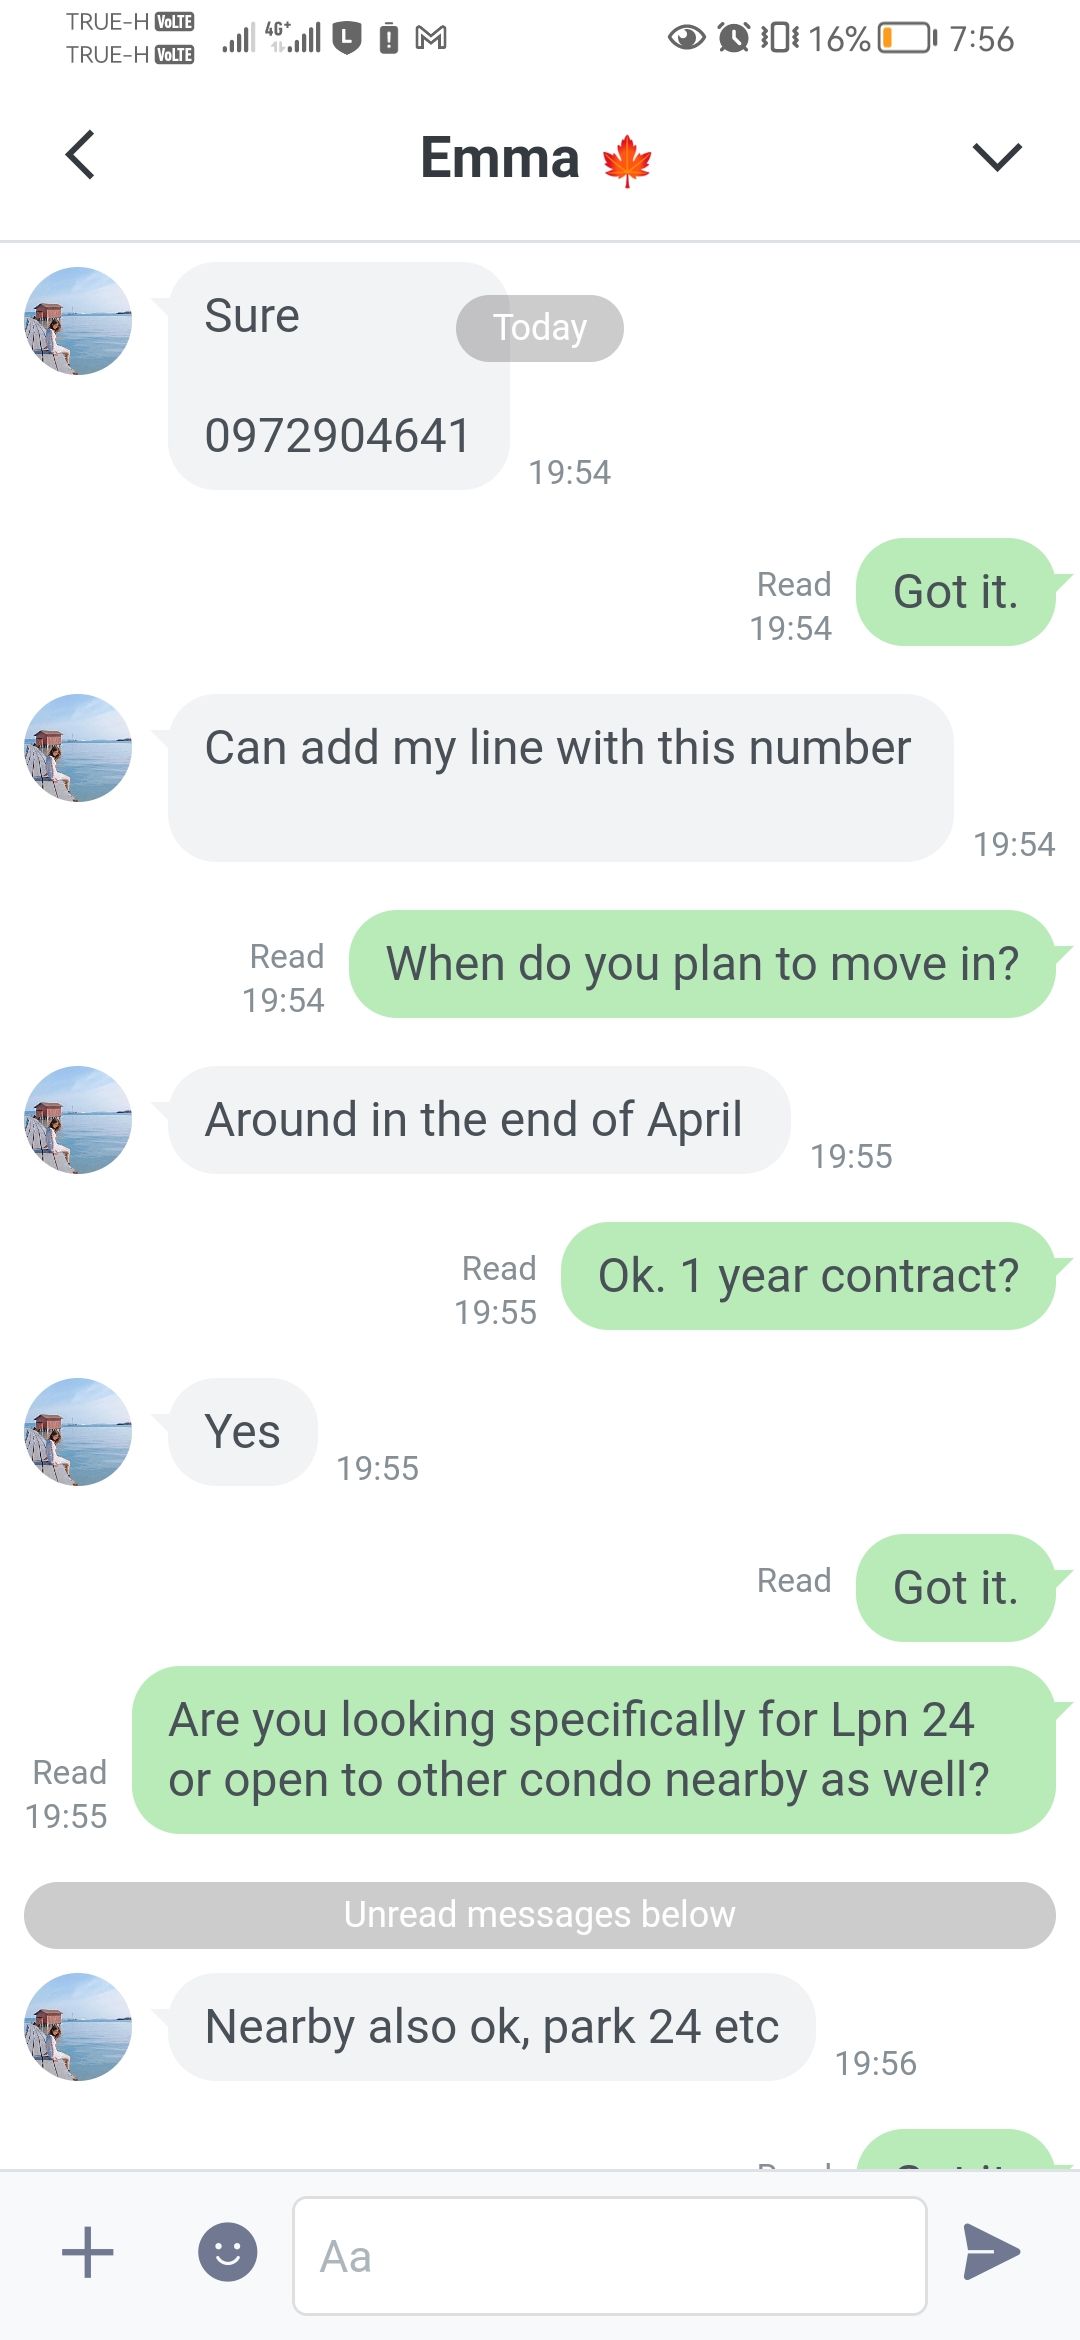 TRUE-H VoLTE
TRUE-H VoLTE
4G+
L
16%
7:56
Emma 🍁
Sure
Today
0972904641
19:54
Read
Got it.
19:54
Can add my line with this number
19:54
Read
When do you plan to move in?
19:54
Around in the end of April
19:55
Read
Ok. 1 year contract?
19:55
Yes
19:55
Read
Got it.
Are you looking specifically for Lpn 24
or open to other condo nearby as well?
Read
19:55
Unread messages below
Nearby also ok, park 24 etc
19:56
Aa